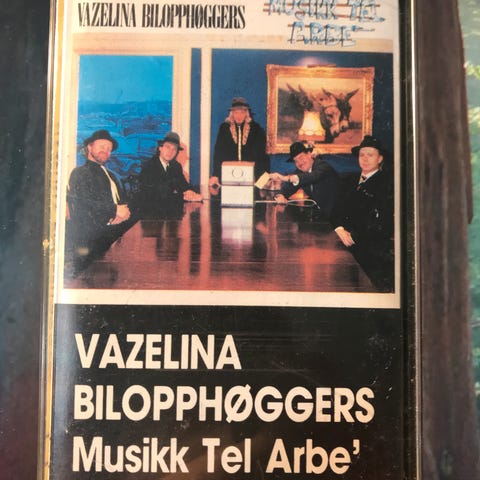 VAZELINA BILOPPHØGGERS
MUSIKK TEL
ARBE'
VAZELINA
BILOPPHØGGERS
Musikk Tel Arbe'